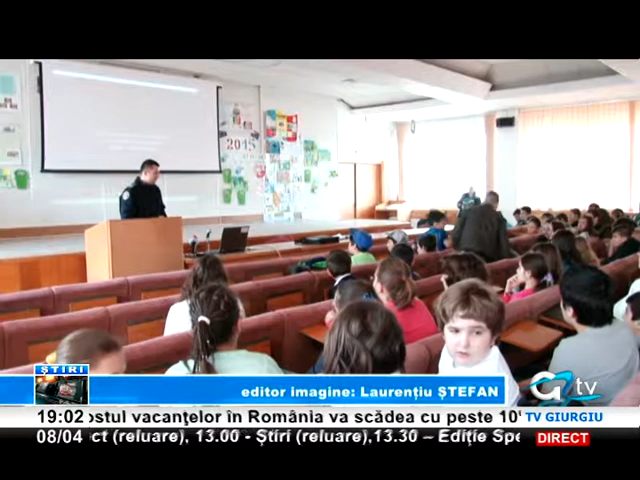 2015
ŞTIRI
editor imagine: Laurenţiu ŞTEFAN
G tv
19:02 ostul vacanţelor în România va scădea cu peste 10 TV GIURGIU
08/04 ct (reluare), 13.00 - Ştiri (reluare),13.30 – Ediţie Spe DIRECT